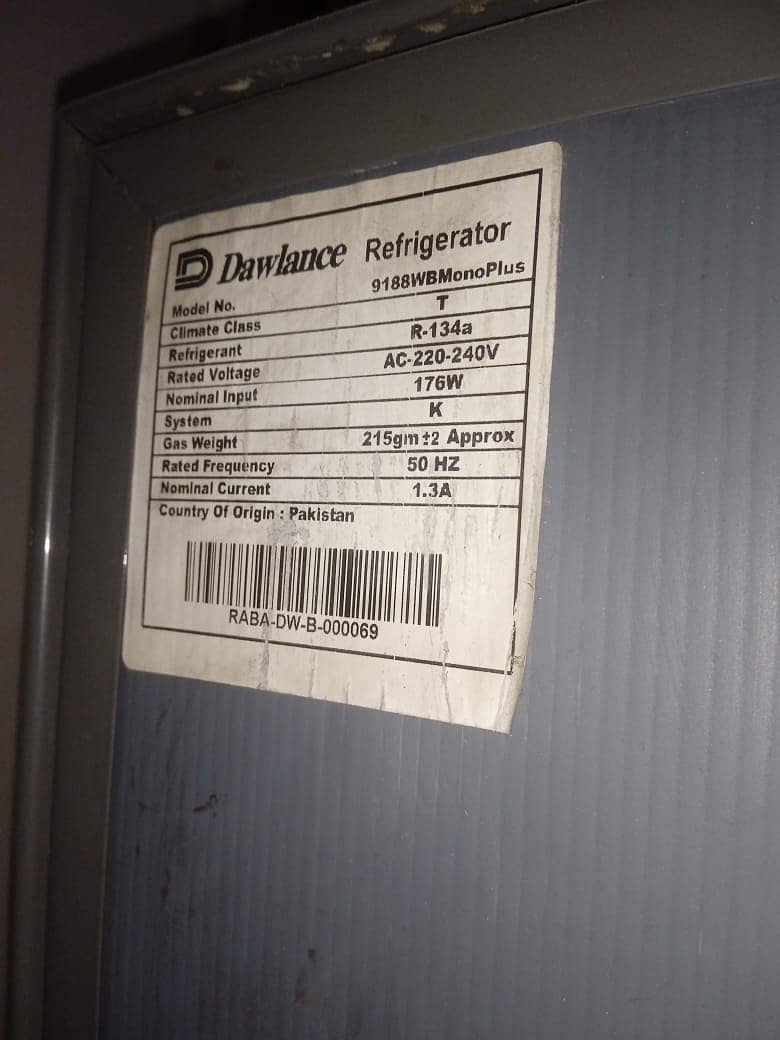 Dawlance Refrigerator
Model No. 9188WBMonoPlus
Climate Class T
Refrigerant R-134a
Rated Voltage AC-220-240V
Nominal Input 176W
System K
Gas Weight 215gm ±2 Approx
Rated Frequency 50 HZ
Nominal Current 1.3A
Country Of Origin : Pakistan
RABA-DW-B-000069